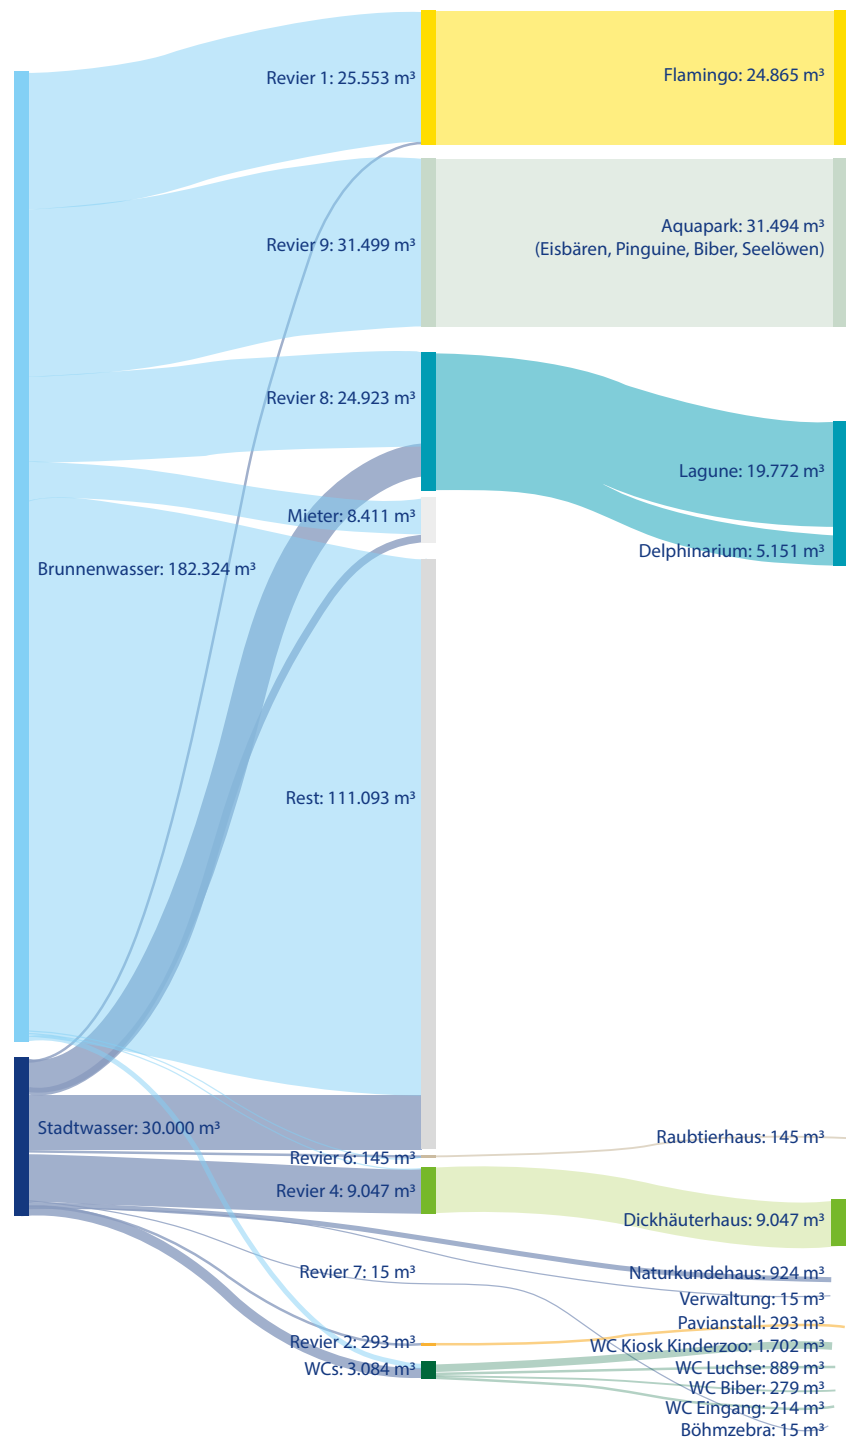 Revier 1: 25.553 m³
Flamingo: 24.865 m³
Revier 9: 31.499 m³
Aquapark: 31.494 m³
(Eisbären, Pinguine, Biber, Seelöwen)
Revier 8: 24.923 m³
Lagune: 19.772 m³
Mieter: 8.411 m³
Delphinarium: 5.151 m³
Brunnenwasser: 182.324 m³
Rest: 111.093 m³
Stadtwasser: 30.000 m³
Raubtierhaus: 145 m³
Revier 6: 145 m³
Revier 4: 9.047 m³
Dickhäuterhaus: 9.047 m³
Revier 7: 15 m³
Naturkundehaus: 924 m³
Verwaltung: 15 m³
Pavianstall: 293 m³
Revier 2: 293 m³
WC Kiosk Kinderzoo: 1.702 m³
WCs: 3.084 m³
WC Luchse: 889 m³
WC Biber: 279 m³
WC Eingang: 214 m³
Böhmzebra: 15 m³